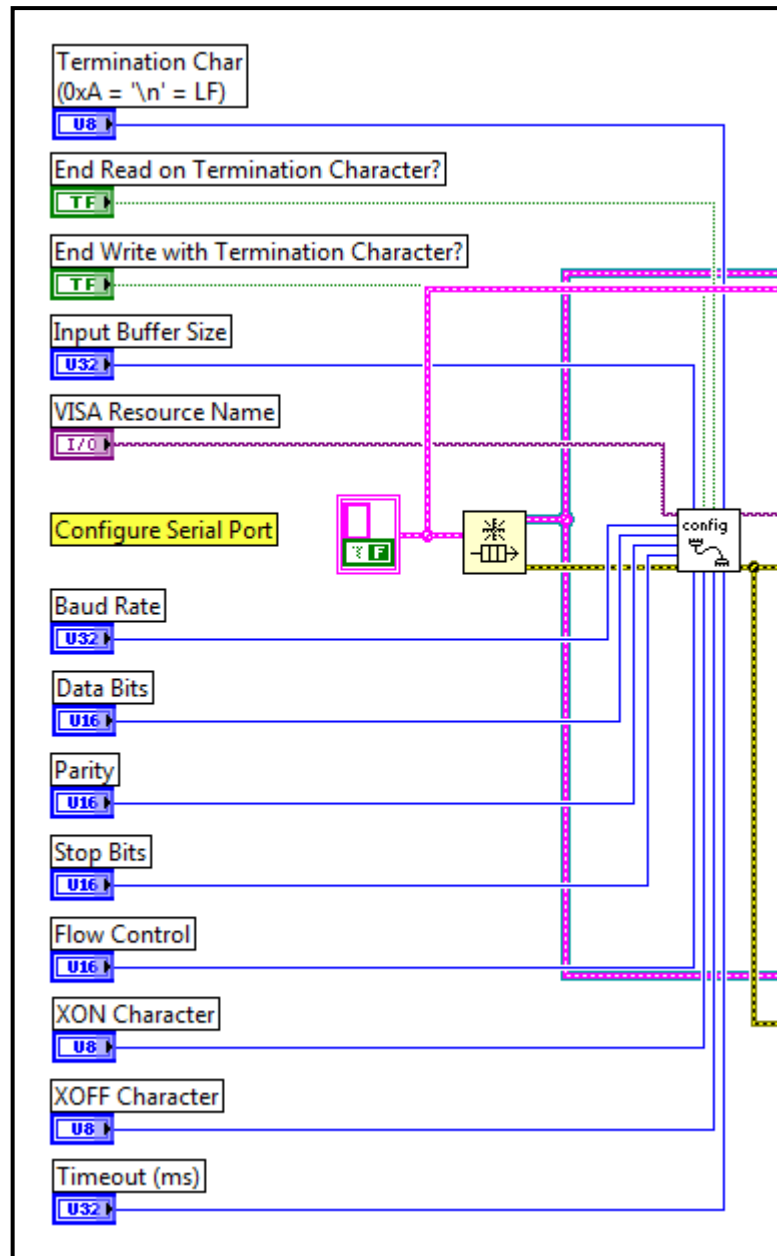 Termination Char
(0xA = '\n' = LF)
U8
End Read on Termination Character?
TF
End Write with Termination Character?
TF
Input Buffer Size
U32
VISA Resource Name
I/O
Configure Serial Port
F
config
Baud Rate
U32
Data Bits
U16
Parity
U16
Stop Bits
U16
Flow Control
U16
XON Character
U8
XOFF Character
U8
Timeout (ms)
U32